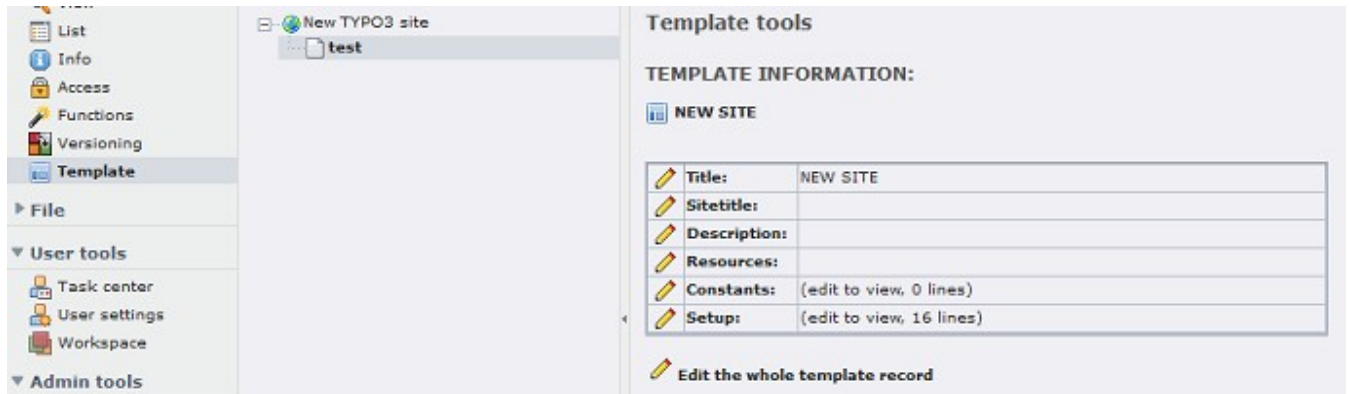 View
List
Info
Access
Functions
Versioning
Template
File
User tools
Task center
User settings
Workspace
Admin tools
New TYPO3 site
test
Template tools
TEMPLATE INFORMATION:
NEW SITE
Title: NEW SITE
Sitetitle:
Description:
Resources:
Constants: (edit to view, 0 lines)
Setup: (edit to view, 16 lines)
Edit the whole template record